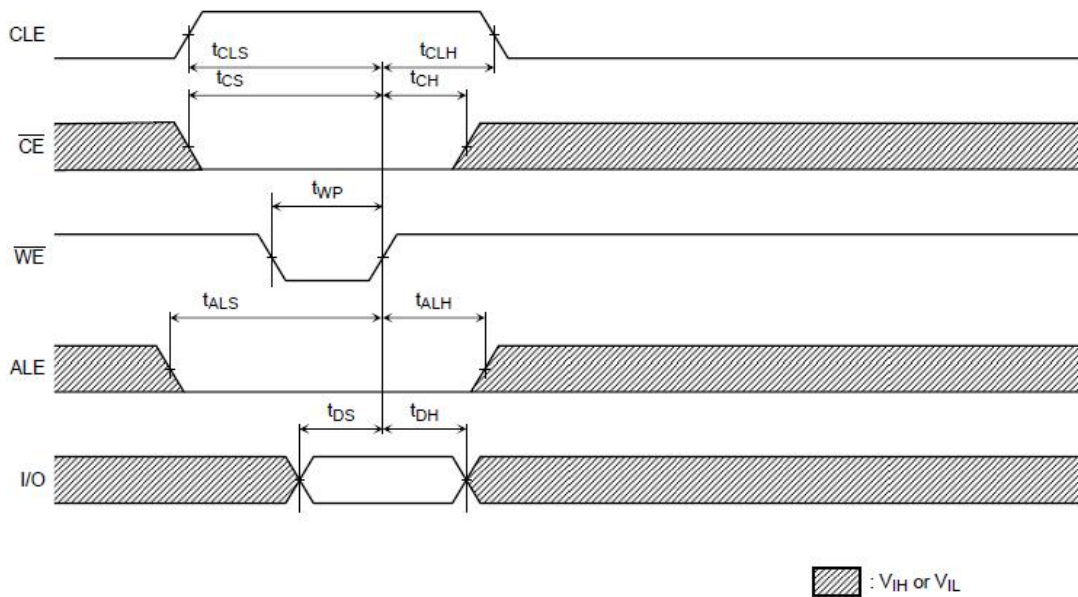 CLE
tCLS
tCLH
tCS
tCH
CE
tWP
WE
tALS
tALH
ALE
tDS
tDH
I/O
: VIH or VIL